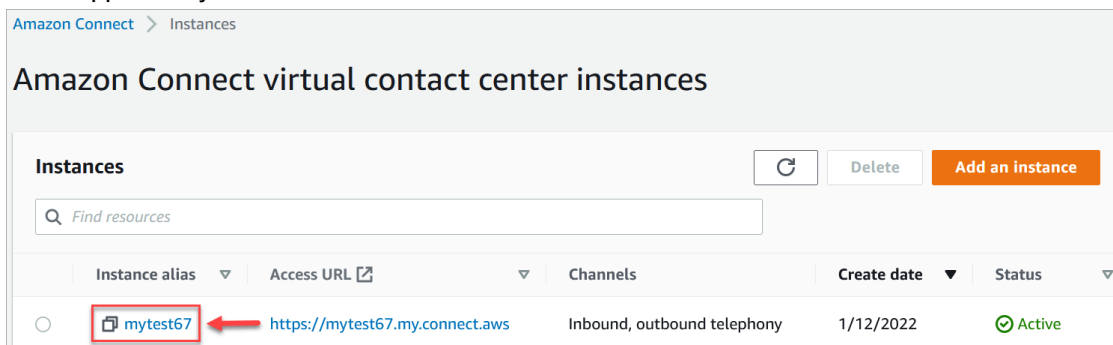 Amazon Connect > Instances
Amazon Connect virtual contact center instances
Instances
Delete
Add an instance
Find resources
Instance alias
Access URL
Channels
Create date
Status
mytest67
https://mytest67.my.connect.aws
Inbound, outbound telephony
1/12/2022
Active